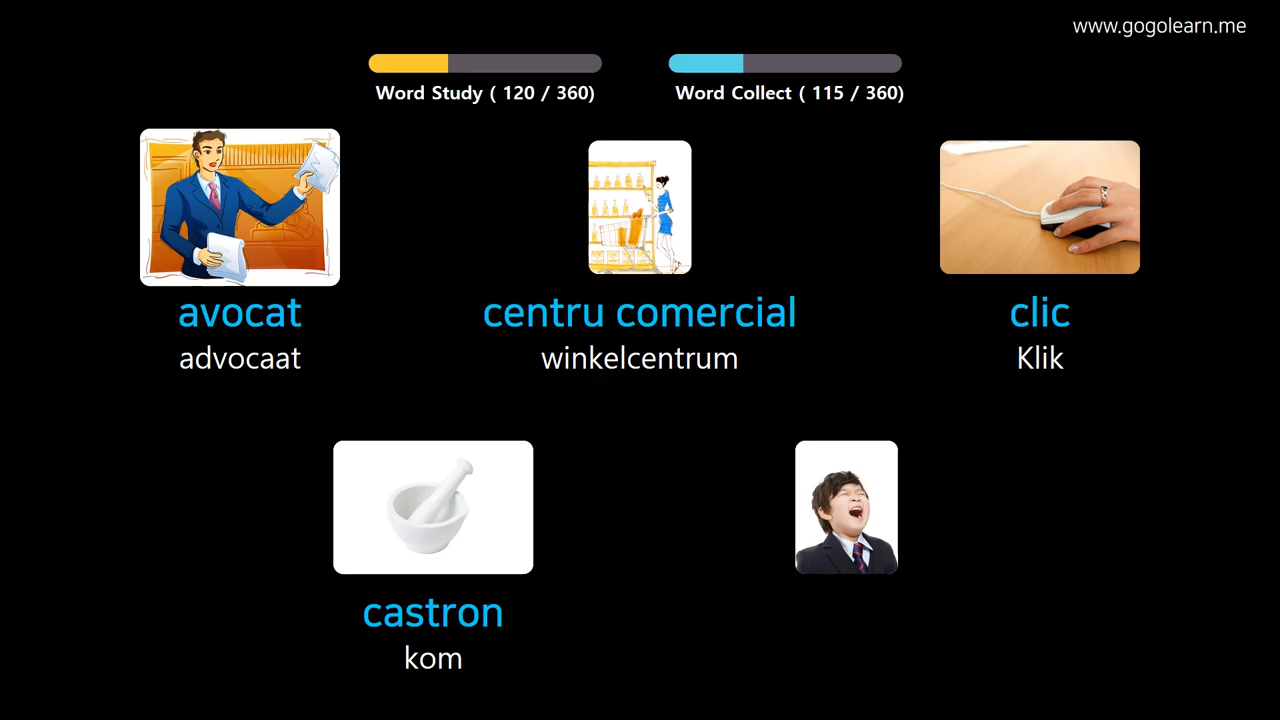 www.gogolearn.me
Word Study ( 120 / 360)
Word Collect ( 115 / 360)
avocat
advocaat
centru comercial
winkelcentrum
clic
Klik
castron
kom